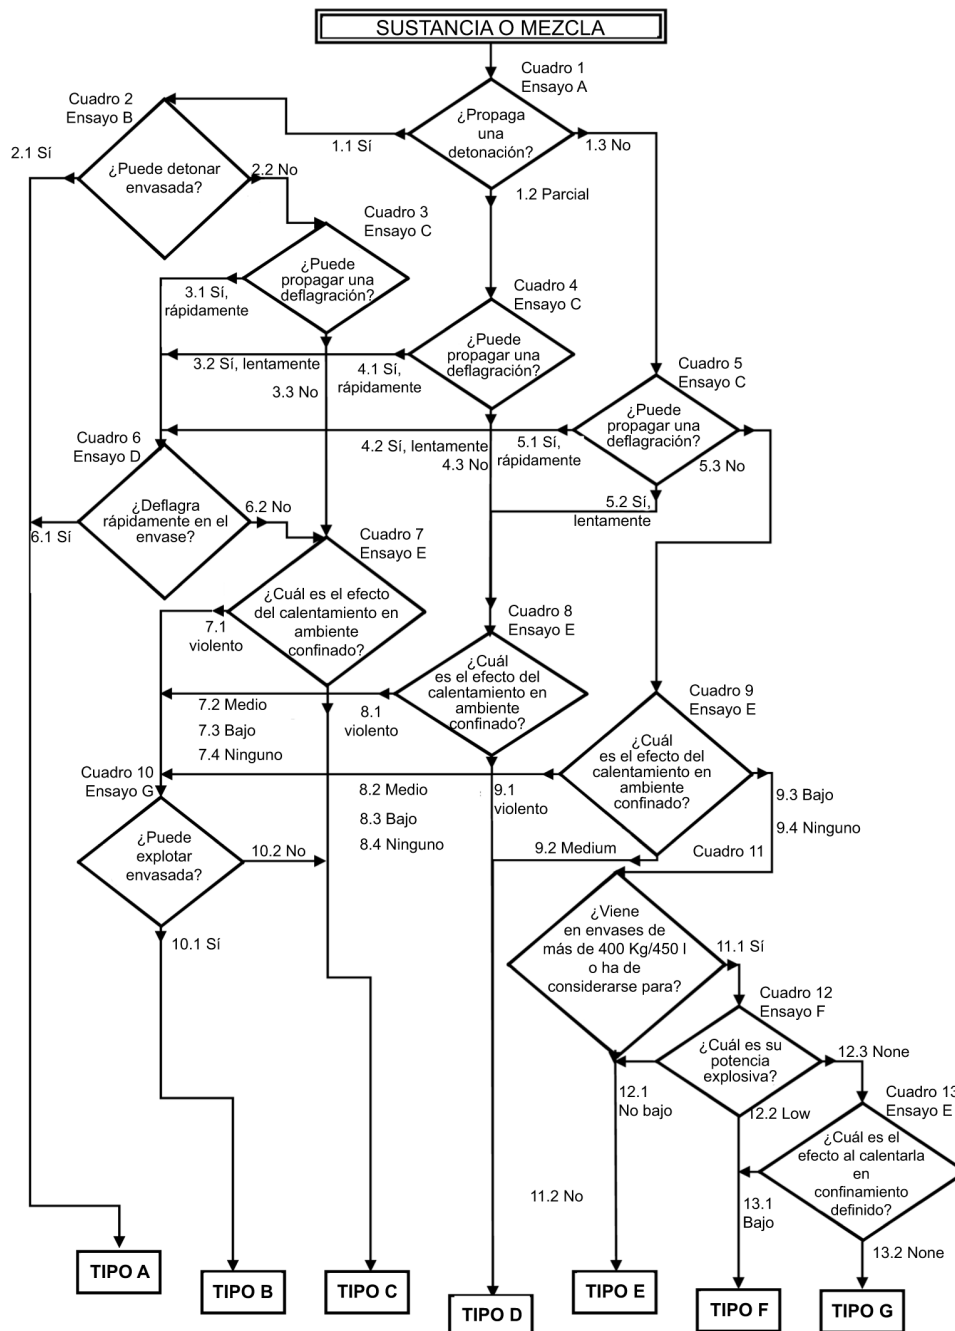 SUSTANCIA O MEZCLA
Cuadro 1
Ensayo A
¿Propaga
una
detonación?
1.1 Sí
1.3 No
1.2 Parcial
Cuadro 2
Ensayo B
2.1 Sí
¿Puede detonar
envasada?
2.2 No
Cuadro 3
Ensayo C
¿Puede
propagar una
deflagración?
3.1 Sí,
rápidamente
3.2 Sí, lentamente
3.3 No
Cuadro 4
Ensayo C
¿Puede
propagar una
deflagración?
4.1 Sí,
rápidamente
4.2 Sí, lentamente
4.3 No
Cuadro 5
Ensayo C
¿Puede
propagar una
deflagración?
5.1 Sí,
rápidamente
5.3 No
5.2 Sí,
lentamente
Cuadro 6
Ensayo D
¿Deflagra
rápidamente en el
envase?
6.1 Sí
6.2 No
Cuadro 7
Ensayo E
¿Cuál es el efecto
del calentamiento en
ambiente
confinado?
7.1
violento
7.2 Medio
7.3 Bajo
7.4 Ninguno
Cuadro 8
Ensayo E
¿Cuál
es el efecto del
calentamiento en
ambiente
confinado?
8.1
violento
8.2 Medio
8.3 Bajo
8.4 Ninguno
Cuadro 9
Ensayo E
¿Cuál
es el efecto del
calentamiento en
ambiente
confinado?
9.1
violento
9.2 Medium
9.3 Bajo
9.4 Ninguno
Cuadro 10
Ensayo G
¿Puede
explotar
envasada?
10.2 No
10.1 Sí
Cuadro 11
¿Viene
en envases de
más de 400 Kg/450 l
o ha de
considerarse para?
11.1 Sí
11.2 No
Cuadro 12
Ensayo F
¿Cuál es su
potencia
explosiva?
12.1
No bajo
12.2 Low
12.3 None
Cuadro 13
Ensayo E
¿Cuál es el
efecto al calentarla
en
confinamiento
definido?
13.1
Bajo
13.2 None
TIPO A
TIPO B
TIPO C
TIPO D
TIPO E
TIPO F
TIPO G